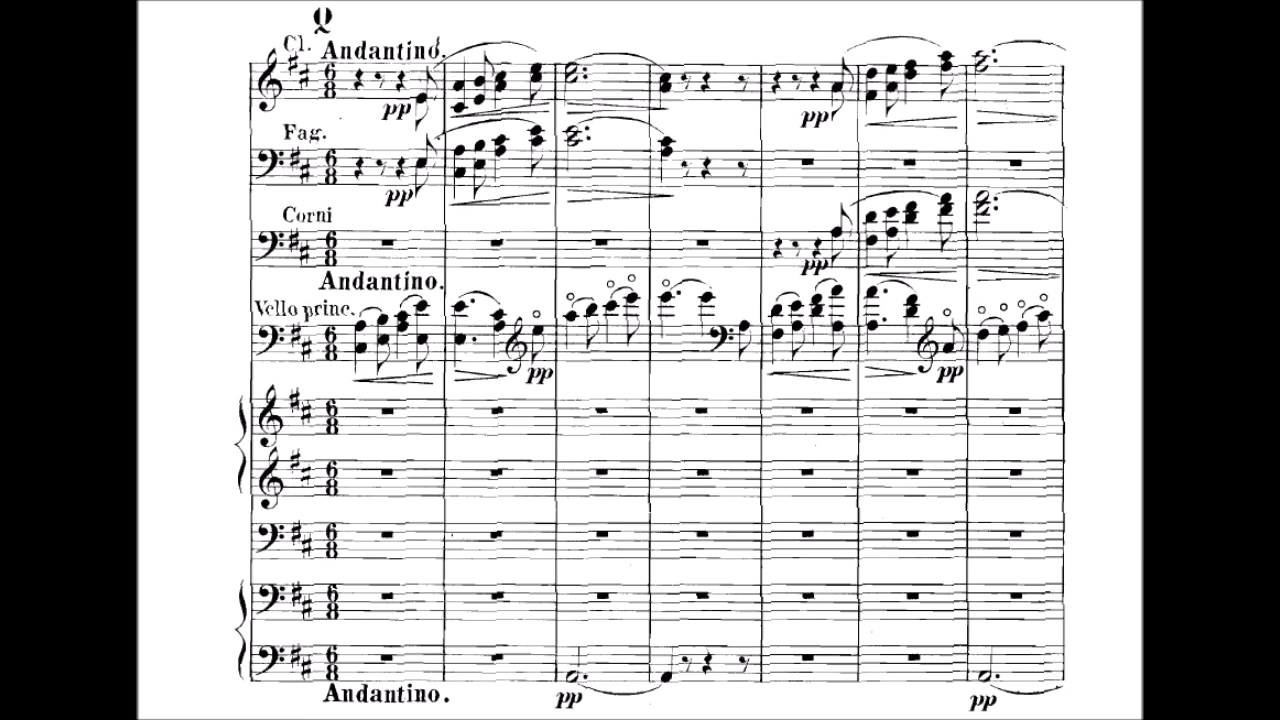 Q
Cl. Andantino.
pp
Fag.
pp
pp
Corni
pp
Andantino.
Vello princ.
pp
pp
Andantino.
pp
pp